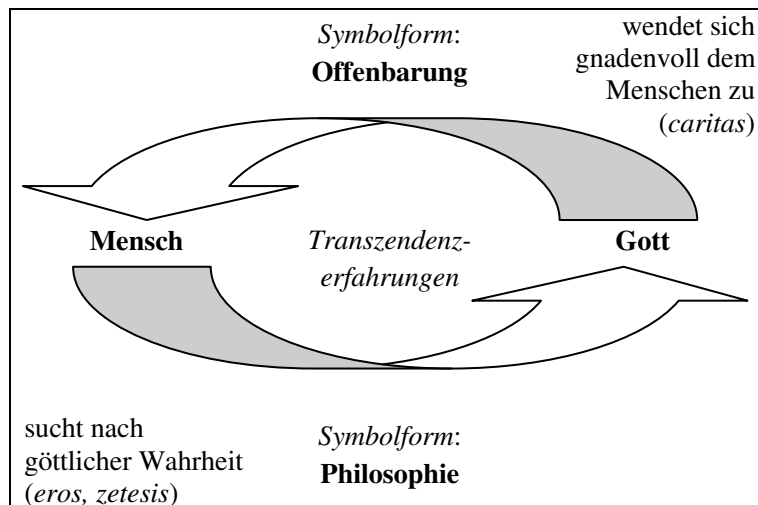 Symbolform:
Offenbarung
wendet sich
gnadenvoll dem
Menschen zu
(caritas)
Mensch
Transzendenz-
erfahrungen
Gott
sucht nach
göttlicher Wahrheit
(eros, zetesis)
Symbolform:
Philosophie